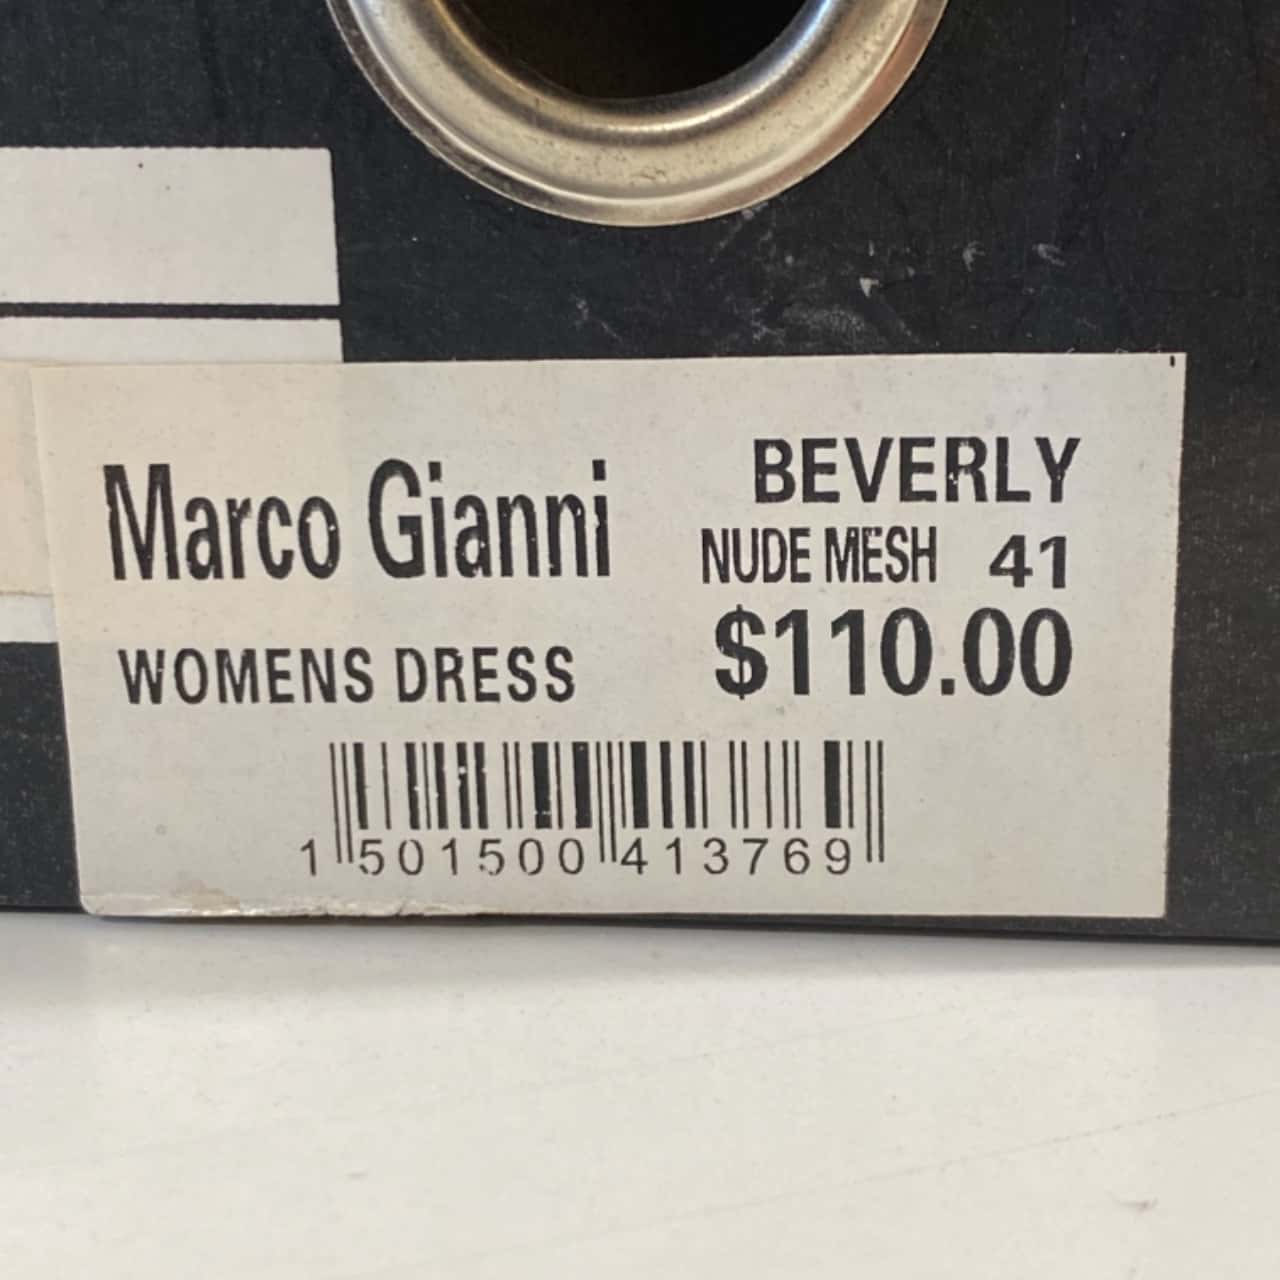 Marco Gianni
BEVERLY
NUDE MESH 41
WOMENS DRESS
$110.00
1 501500 413769